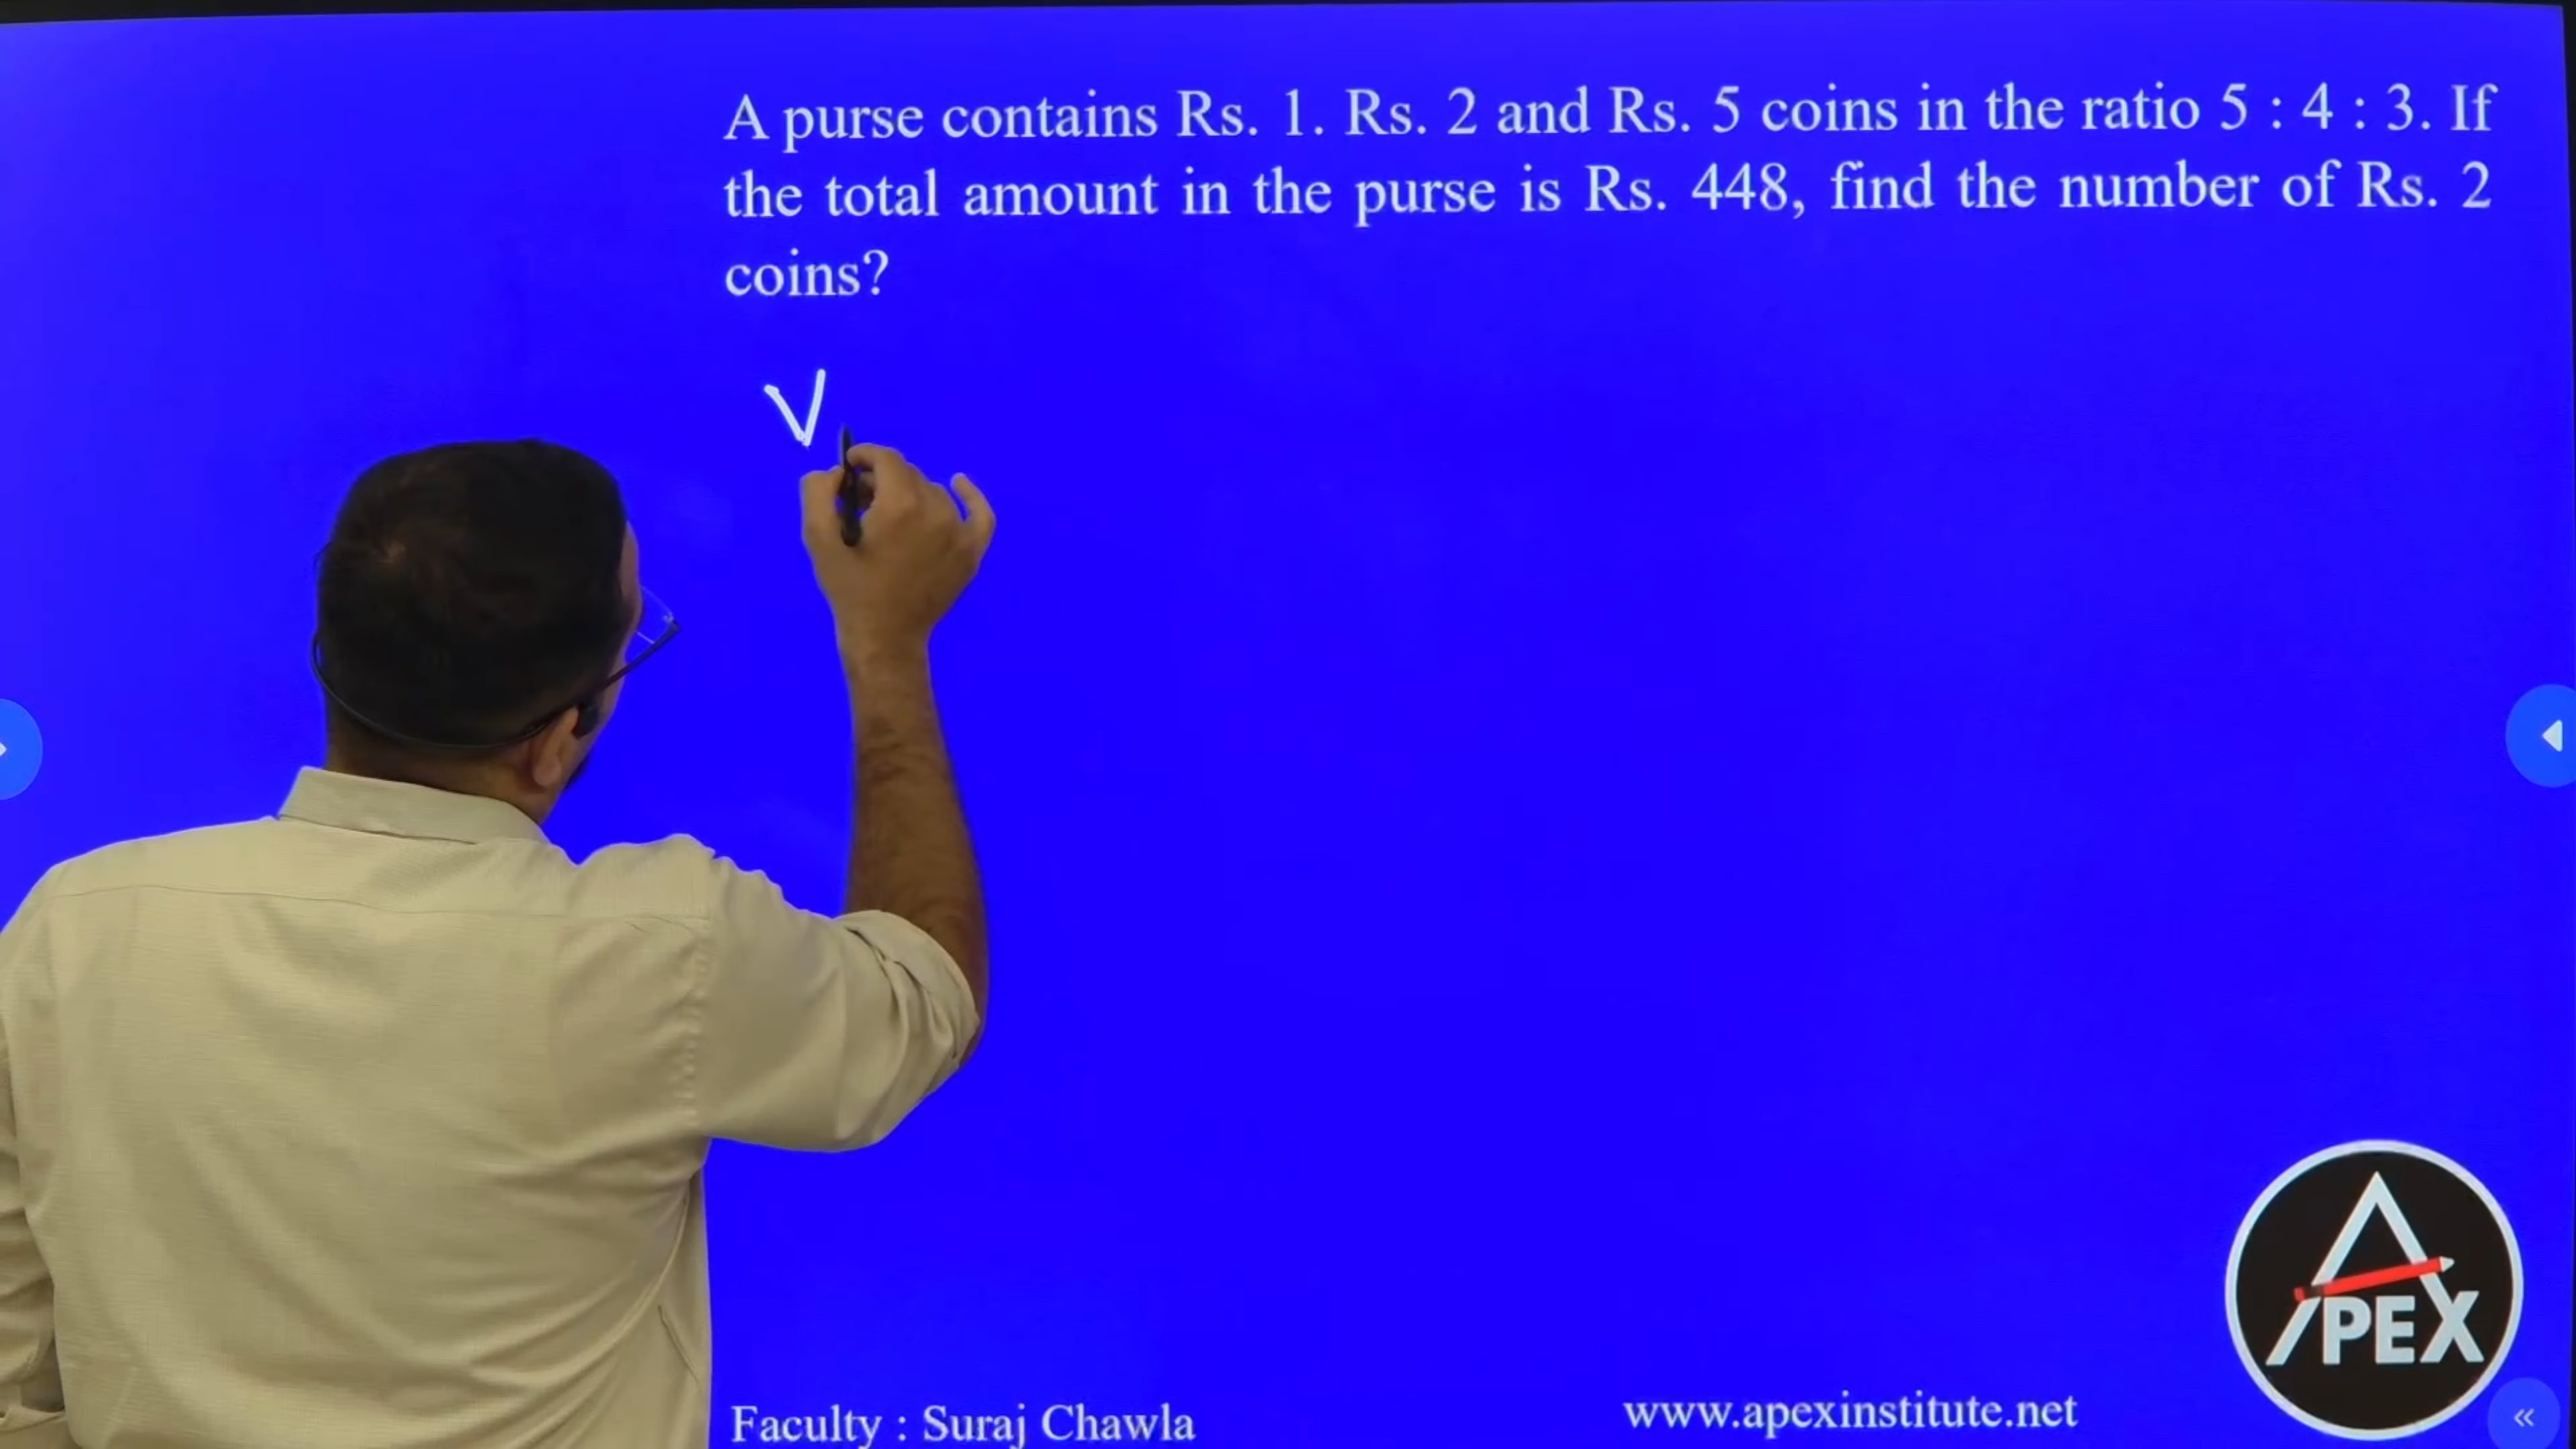 A purse contains Rs. 1. Rs. 2 and Rs. 5 coins in the ratio 5 : 4 : 3. If
the total amount in the purse is Rs. 448, find the number of Rs. 2
coins?
V
APEX
Faculty : Suraj Chawla
www.apexinstitute.net